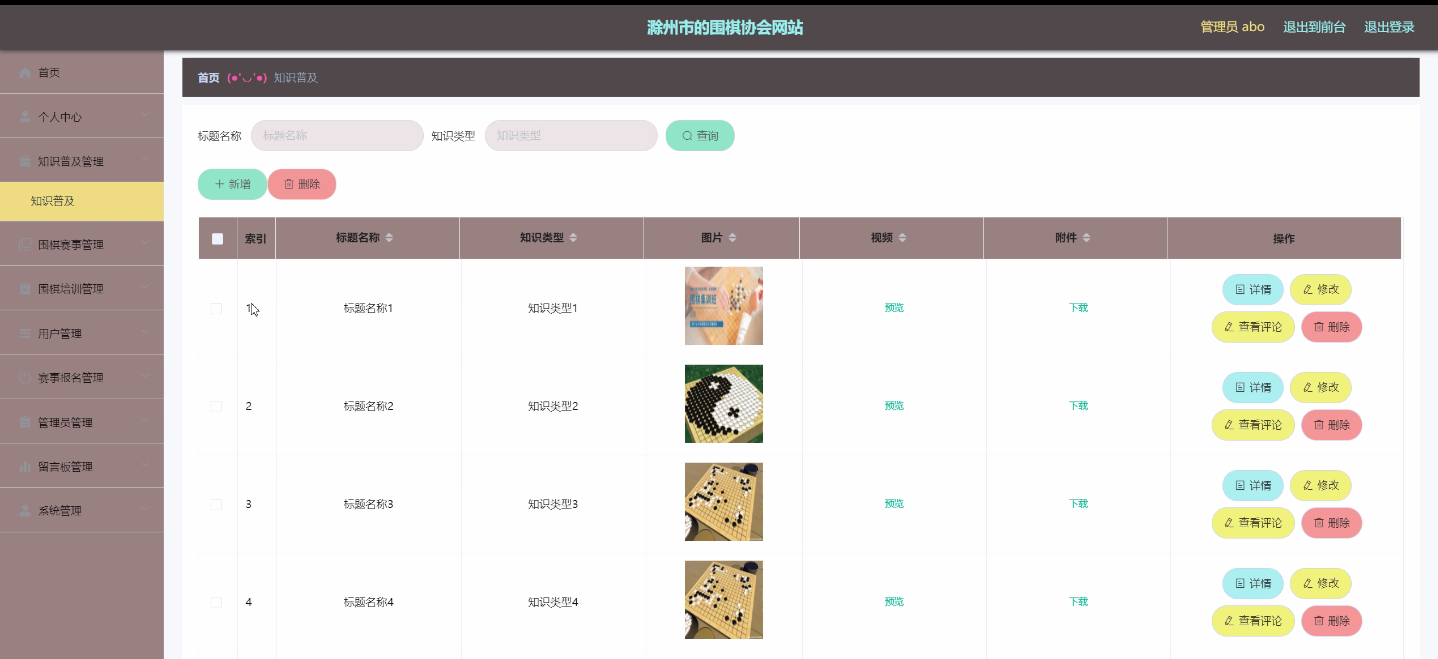 滁州市的围棋协会网站
管理员 abo 退出到前台 退出登录
首页
个人中心
知识普及管理
知识普及
围棋赛事管理
围棋培训管理
用户管理
赛事报名管理
管理员管理
留言板管理
系统管理
首页 (●'◡'●) 知识普及
标题名称 标题名称 知识类型 知识类型 查询
新增 删除
索引 标题名称 知识类型 图片 视频 附件 操作
1 标题名称1 知识类型1 预览 下载 详情 修改
查看评论 删除
2 标题名称2 知识类型2 预览 下载 详情 修改
查看评论 删除
3 标题名称3 知识类型3 预览 下载 详情 修改
查看评论 删除
4 标题名称4 知识类型4 预览 下载 详情 修改
查看评论 删除
围棋集训班